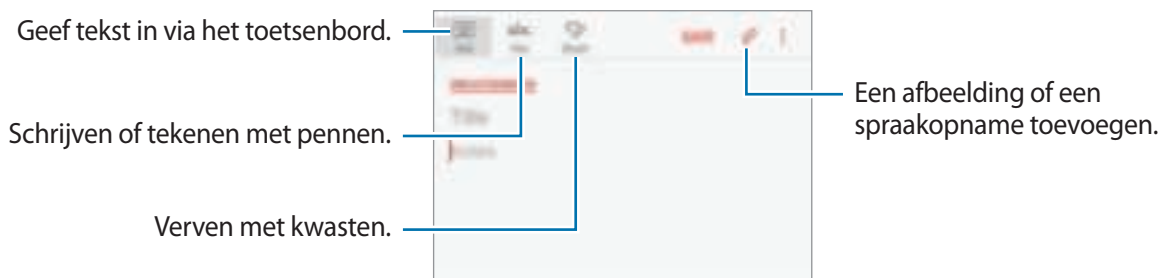 Geef tekst in via het toetsenbord.
Schrijven of tekenen met pennen.
Verven met kwasten.
Een afbeelding of een
spraakopname toevoegen.
Title